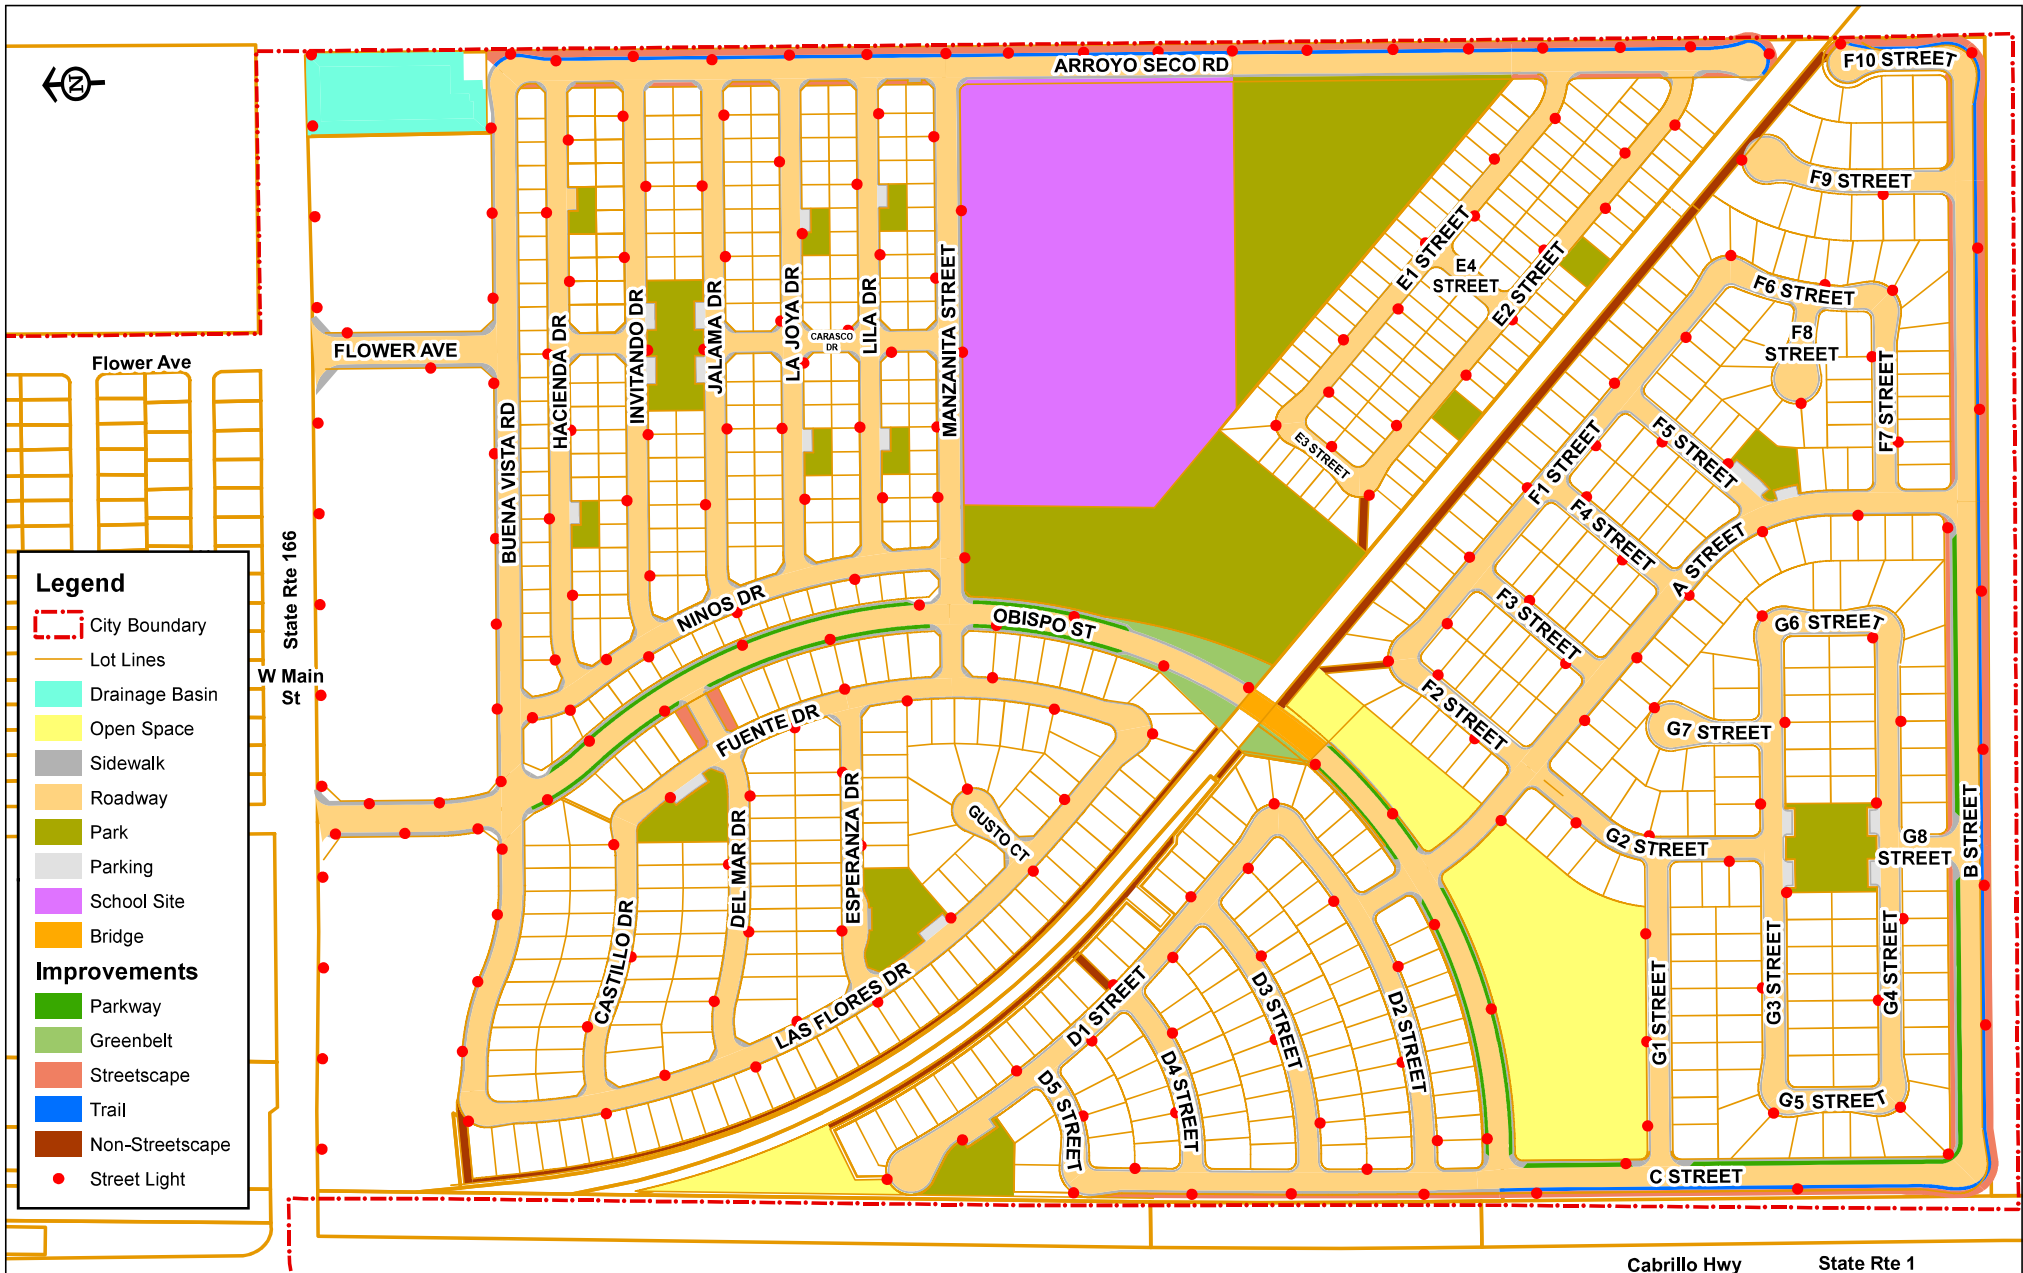 N
ARROYO SECO RD
F10 STREET
F9 STREET
E1 STREET
E4
STREET
E2 STREET
F6 STREET
F8
STREET
F7 STREET
FLOWER AVE
Flower Ave
HACIENDA DR
INVITANDO DR
JALAMA DR
LA JOYA DR
CARASCO
DR
LILA DR
MANZANITA STREET
BUENA VISTA RD
E3 STREET
F1 STREET
F5 STREET
F4 STREET
A STREET
F3 STREET
F2 STREET
NINOS DR
OBISPO ST
State Rte 166
W Main
St
FUENTE DR
G6 STREET
G7 STREET
G2 STREET
G8
STREET
B STREET
GUSTO CT
DEL MAR DR
ESPERANZA DR
CASTILLO DR
LAS FLORES DR
D1 STREET
D3 STREET
D2 STREET
D4 STREET
D5 STREET
G1 STREET
G3 STREET
G4 STREET
G5 STREET
C STREET
Legend
City Boundary
Lot Lines
Drainage Basin
Open Space
Sidewalk
Roadway
Park
Parking
School Site
Bridge
Improvements
Parkway
Greenbelt
Streetscape
Trail
Non-Streetscape
Street Light
Cabrillo Hwy
State Rte 1